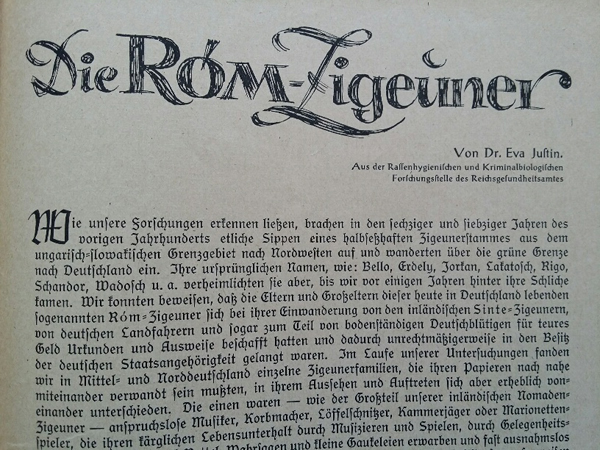 Die Róm-Zigeuner
Von Dr. Eva Juſtin.
Aus der Raſſenhygieniſchen und Kriminalbiologiſchen
Forſchungsſtelle des Reichsgeſundheitsamtes
Wie unſere Forſchungen erkennen ließen, brachen in den ſechziger und ſiebziger Jahren des
vorigen Jahrhunderts etliche Sippen eines halbſeßhaften Zigeunerſtammes aus dem
ungariſch-ſlowakiſchen Grenzgebiet nach Nordweſten auf und wanderten über die grüne Grenze
nach Deutſchland ein. Ihre urſprünglichen Namen, wie: Bello, Erdely, Jorkan, Lakatoſch, Rigo,
Schandor, Wadoſch u. a. verheimlichten ſie aber, bis wir vor einigen Jahren hinter ihre Schliche
kamen. Wir konnten beweiſen, daß die Eltern und Großeltern dieſer heute in Deutſchland lebenden
ſogenannten Róm-Zigeuner ſich bei ihrer Einwanderung von den inländiſchen Sinte-Zigeunern,
von deutſchen Landfahrern und ſogar zum Teil von bodenſtändigen Deutſchblütigen für teures
Geld Urkunden und Ausweiſe beſchafft hatten und dadurch unrechtmäßigerweiſe in den Beſitz
der deutſchen Staatsangehörigkeit gelangt waren. Im Laufe unſerer Unterſuchungen fanden
wir in Mittel- und Norddeutſchland einzelne Zigeunerfamilien, die ihren Papieren nach nahe
miteinander verwandt ſein mußten, in ihrem Ausſehen und Auftreten ſich aber erheblich von-
einander unterſchieden. Die einen waren — wie der Großteil unſerer inländiſchen Nomaden-
Zigeuner — anſpruchsloſe Muſiker, Korbmacher, Löffelſchnitzer, Kammerjäger oder Marionetten-
ſpieler, die ihren kärglichen Lebensunterhalt durch Muſizieren und Spielen, durch Gelegenheits-
Wahrſagen und kleine Gaukeleien erwarben und faſt ausnahmslos